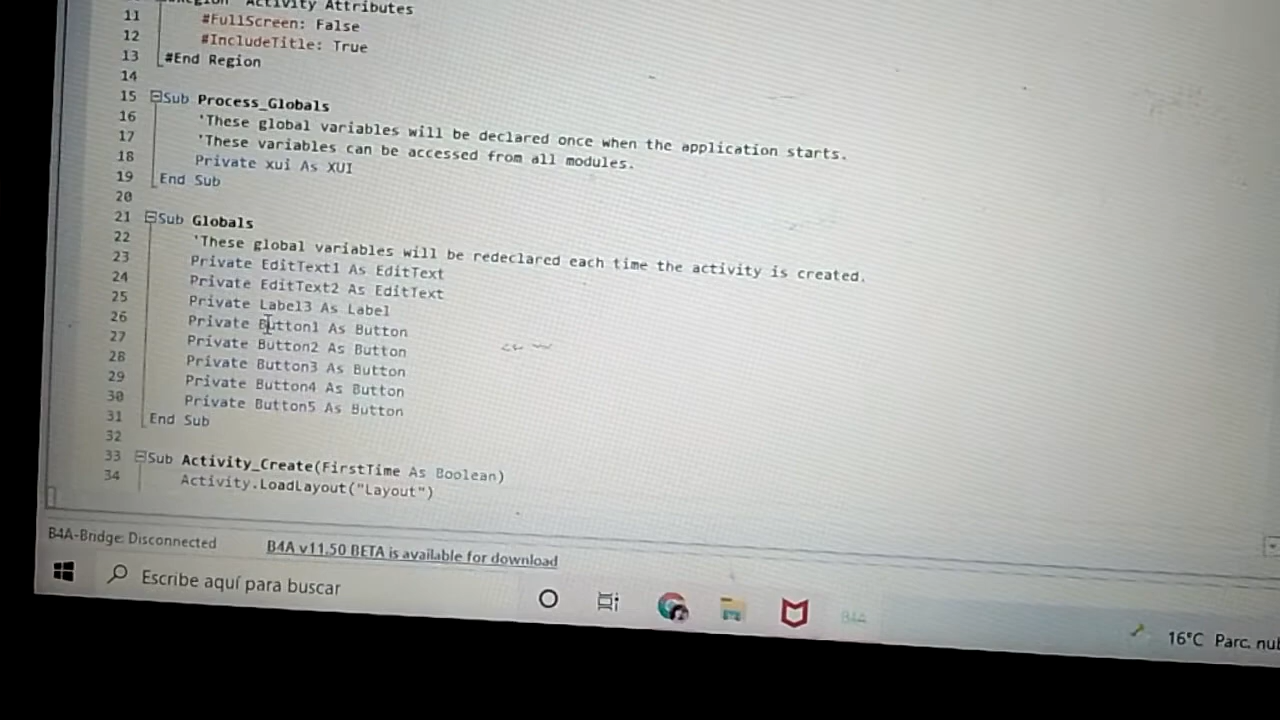 Activity Attributes
11 #FullScreen: False
12 #IncludeTitle: True
13 #End Region
14
15 Sub Process_Globals
16 'These global variables will be declared once when the application starts.
17 'These variables can be accessed from all modules.
18 Private xui As XUI
19 End Sub
20
21 Sub Globals
22 'These global variables will be redeclared each time the activity is created.
23 Private EditText1 As EditText
24 Private EditText2 As EditText
25 Private Label3 As Label
26 Private Button1 As Button
27 Private Button2 As Button
28 Private Button3 As Button
29 Private Button4 As Button
30 Private Button5 As Button
31 End Sub
32
33 Sub Activity_Create(FirstTime As Boolean)
34 Activity.LoadLayout("Layout")
B4A-Bridge: Disconnected B4A v11.50 BETA is available for download
Escribe aquí para buscar
B4A
16°C Parc. nub